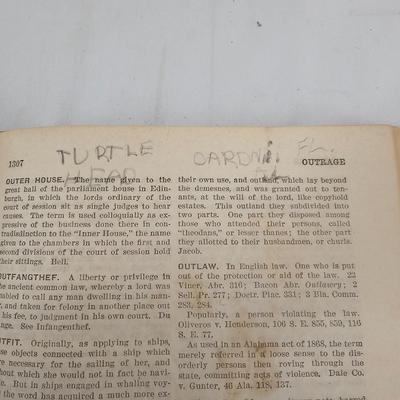 TURTLE
HEAD
CARDNi.
FL.
1307
OUTRAGE
OUTER HOUSE. The name given to the
great hall of the parliament house in Edin-
burgh, in which the lords ordinary of the
court of session sit as single judges to hear
causes. The term is used colloquially as ex-
pressive of the business done there in con-
tradistinction to the "Inner House," the name
given to the chambers in which the first and
second divisions of the court of session hold
their sittings. Bell.
OUTFANGTHEF. A liberty or privilege in
the ancient common law, whereby a lord was
enabled to call any man dwelling in his man-
and taken for felony in another place out
his fee, to judgment in his own court. Du
age. See Infangenthef.
OUTFIT. Originally, as applying to ships,
those objects connected with a ship which
were necessary for the sailing of her, and
without which she would not in fact be navi-
But in ships engaged in whaling voy-
the word has acquired a much more ex-
their own use, and outland, which lay beyond
the demesnes, and was granted out to ten-
ants, at the will of the lord, like copyhold
estates. This outland they subdivided into
two parts. One part they disposed among
those who attended their persons, called
"theodans," or lesser thanes; the other part
they allotted to their husbandmen, or churls.
Jacob.
OUTLAW. In English law. One who is put
out of the protection or aid of the law. 22
Viner, Abr. 316; Bacon Abr. Outlawry; 2
Sell. Pr. 277; Doct. Plac. 331; 3 Bla. Comm.
283, 284.
Popularly, a person violating the law.
Oliveros v. Henderson, 106 S. E. 855, 859, 116
S. E. 77.
As used in an Alabama act of 1868, the term
merely referred in a loose sense to the dis-
orderly persons then roving through the
state, committing acts of violence. Dale Co.
v. Gunter, 46 Ala. 118, 137.